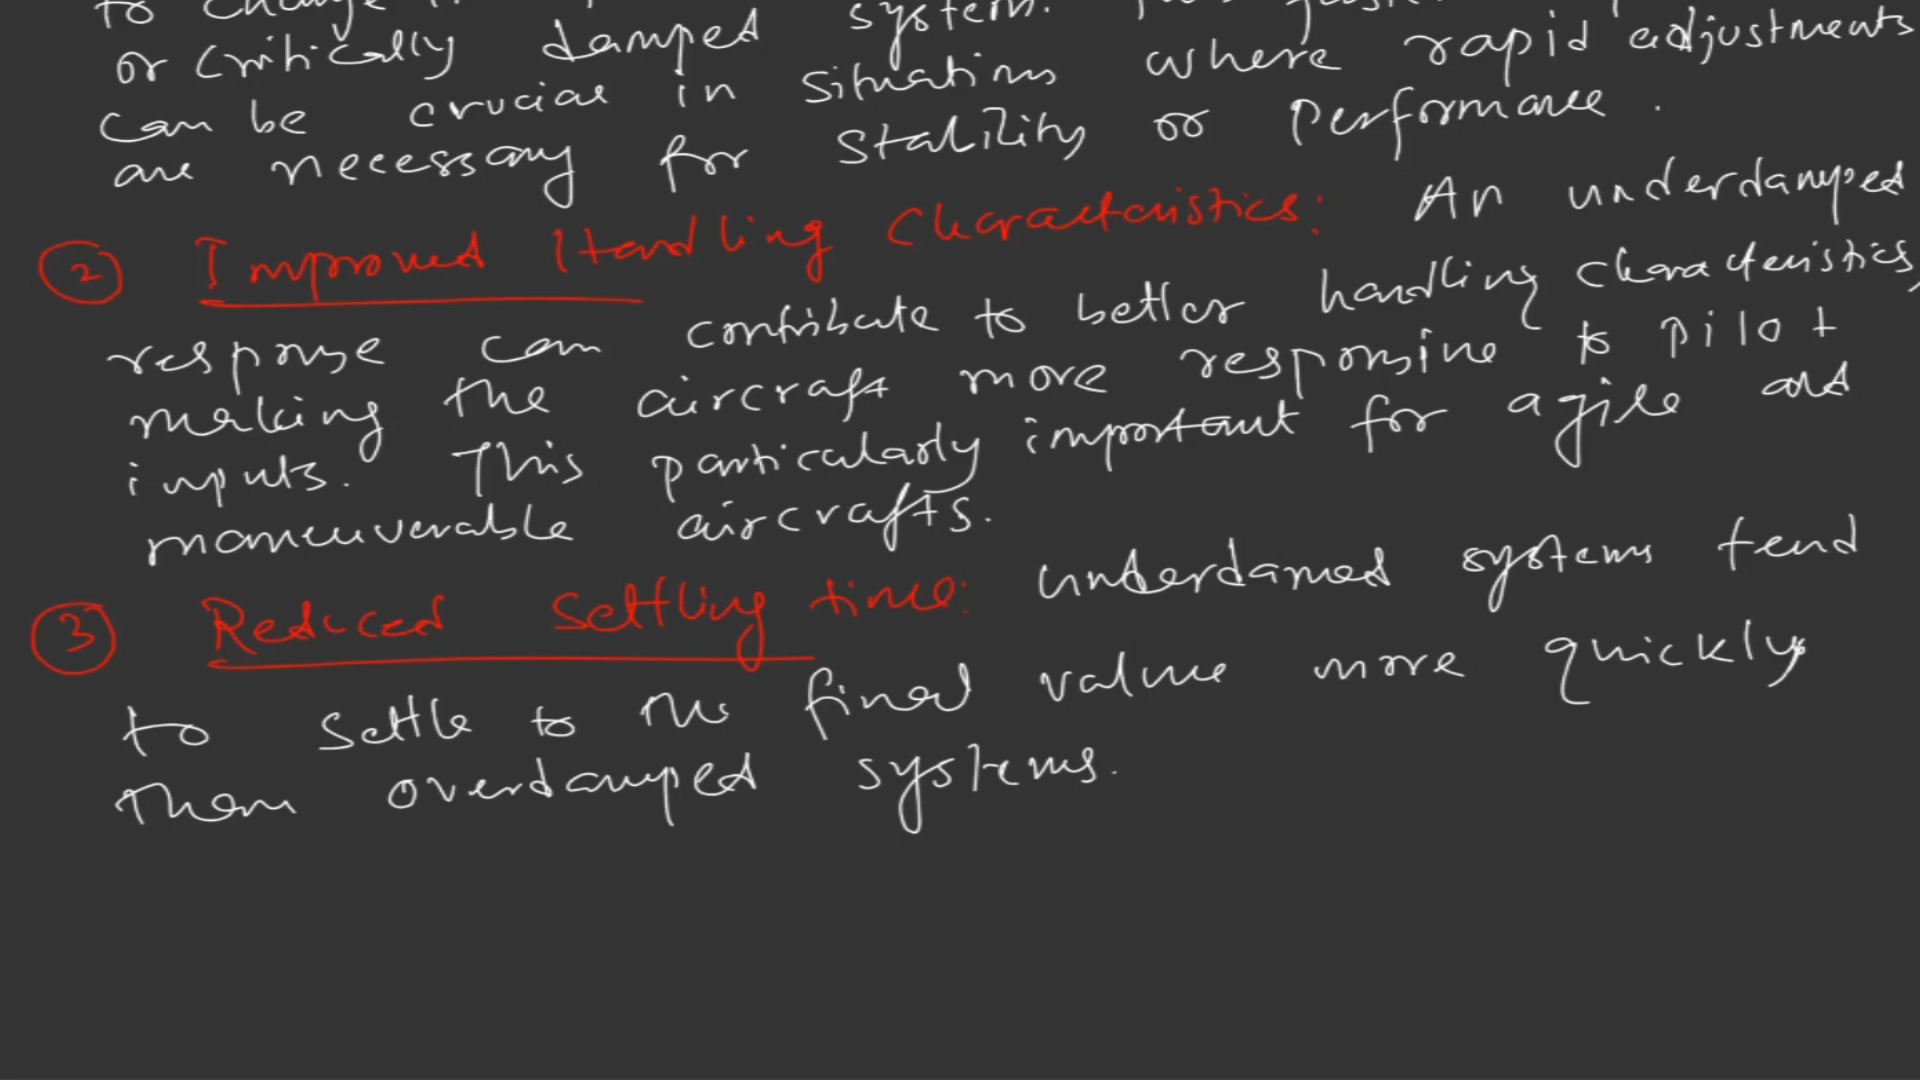 to change
or critically damped system.
can be crucial in situations where rapid adjustments
are necessary for stability or performance.
② Improved Handling Characteristics: An underdamped
response can contribute to better handling characteristics,
making the aircraft more responsive to pilot
inputs. This particularly important for agile and
maneuverable aircrafts.
③ Reduced Settling time: underdamed systems tend
to settle to the final value more quickly
than overdamped systems.